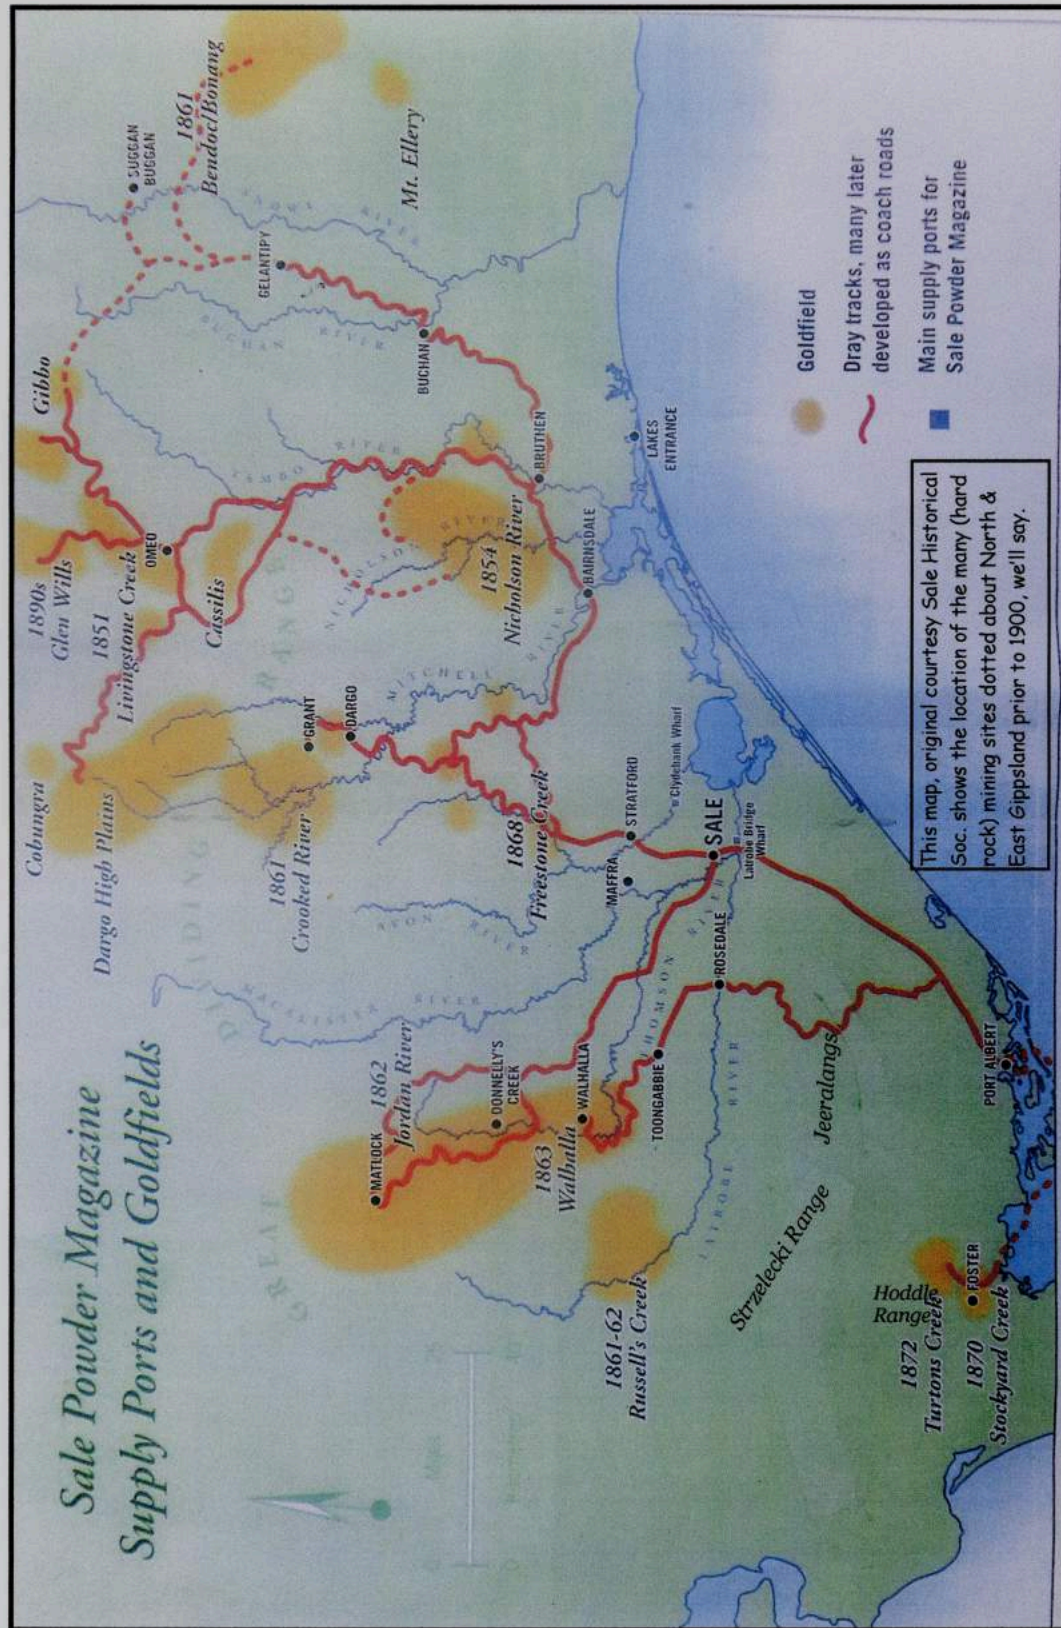 Sale Powder Magazine
Supply Ports and Goldfields
Cobungra
Dargo High Plains
1890s
Glen Wills
1851
Livingstone Creek
OMEO
Cassilis
Gibbo
SUGGAN
BUGGAN
1861
Bendoc/Bonang
Mt. Ellery
GELANTIPY
BUCHAN
BUCHAN RIVER
SNOWY RIVER
TAMBO RIVER
GREAT DIVIDING RANGE
GRANT
DARGO
1861
Crooked River
NICHOLSON RIVER
1854
Nicholson River
MITCHELL RIVER
BRUTHEN
BAIRNSDALE
LAKES
ENTRANCE
1868
Freestone Creek
AVON RIVER
MACALISTER RIVER
STRATFORD
MAFFRA
Clydebank Wharf
SALE
Latrobe Bridge
Wharf
MATLOCK
1862
Jordan River
DONNELLY'S
CREEK
1863
Walhalla
WALHALLA
THOMSON RIVER
TOONGABBIE
ROSEDALE
LATROBE RIVER
1861-62
Russell's Creek
Strzelecki Range
Jeeralangs
PORT ALBERT
Hoddle
Range
1872
Turtons Creek
1870
Stockyard Creek
FOSTER
Goldfield
Dray tracks, many later
developed as coach roads
Main supply ports for
Sale Powder Magazine
This map, original courtesy Sale Historical
Soc. shows the location of the many (hard
rock) mining sites dotted about North &
East Gippsland prior to 1900, we'll say.